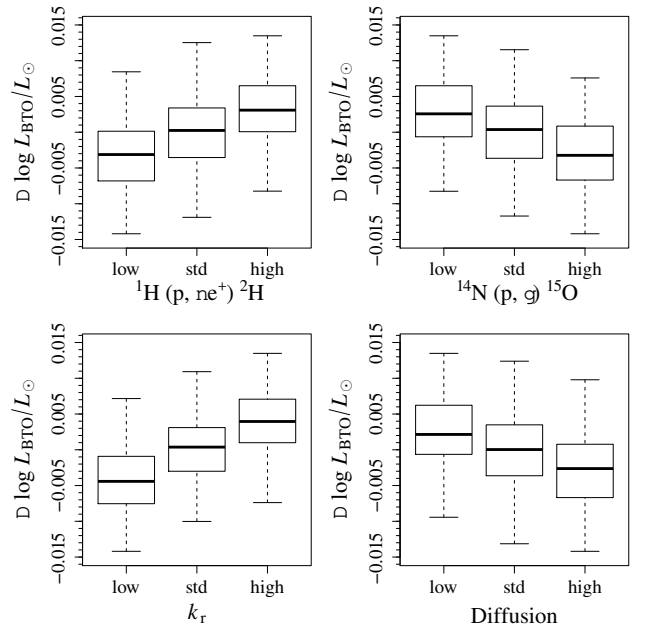 0.015 0.015
0.005 0.005
−0.005 −0.005
−0.015 −0.015
D log L_BTO/L_⊙ D log L_BTO/L_⊙
low std high low std high
¹H (p, ne⁺) ²H ¹⁴N (p, g) ¹⁵O
0.015 0.015
0.005 0.005
−0.005 −0.005
−0.015 −0.015
D log L_BTO/L_⊙ D log L_BTO/L_⊙
low std high low std high
k_r Diffusion